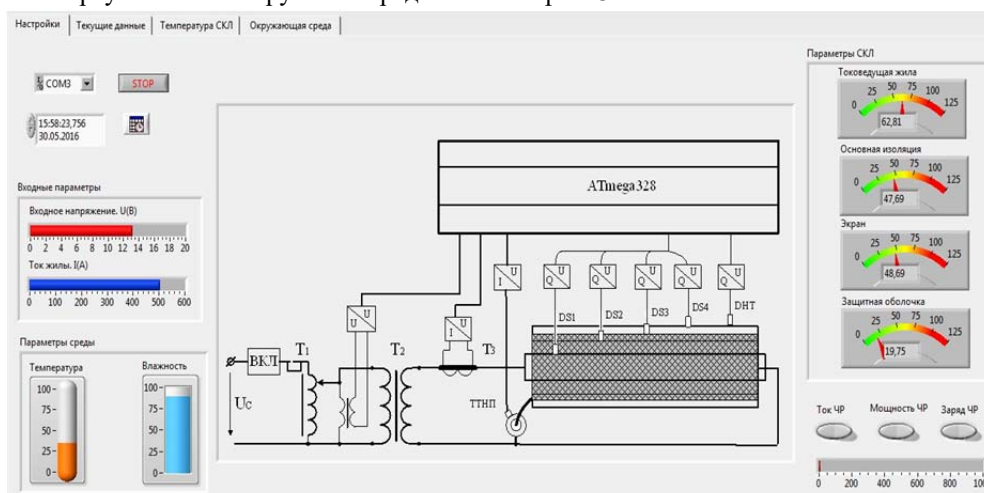 Настройки Текущие данные Температура СКЛ Окружающая среда
COM3 STOP
15:58:23,756
30.05.2016
Входные параметры
Входное напряжение. U(В)
0 2 4 6 8 10 12 14 16 18 20
Ток жилы. I(А)
0 100 200 300 400 500 600
Параметры среды
Температура
100
75
50
25
0
Влажность
100
75
50
25
0
ATmega328
I U
Q U
Q U
Q U
Q U
Q U
DS1 DS2 DS3 DS4 DHT
U U
I U
ВКЛ T1 T2 T3
Uc
ТТНП
Параметры СКЛ
Токоведущая жила
0 25 50 75 100 125
62,81
Основная изоляция
0 25 50 75 100 125
47,69
Экран
0 25 50 75 100 125
48,69
Защитная оболочка
0 25 50 75 100 125
19,75
Ток ЧР Мощность ЧР Заряд ЧР
0 200 400 600 800